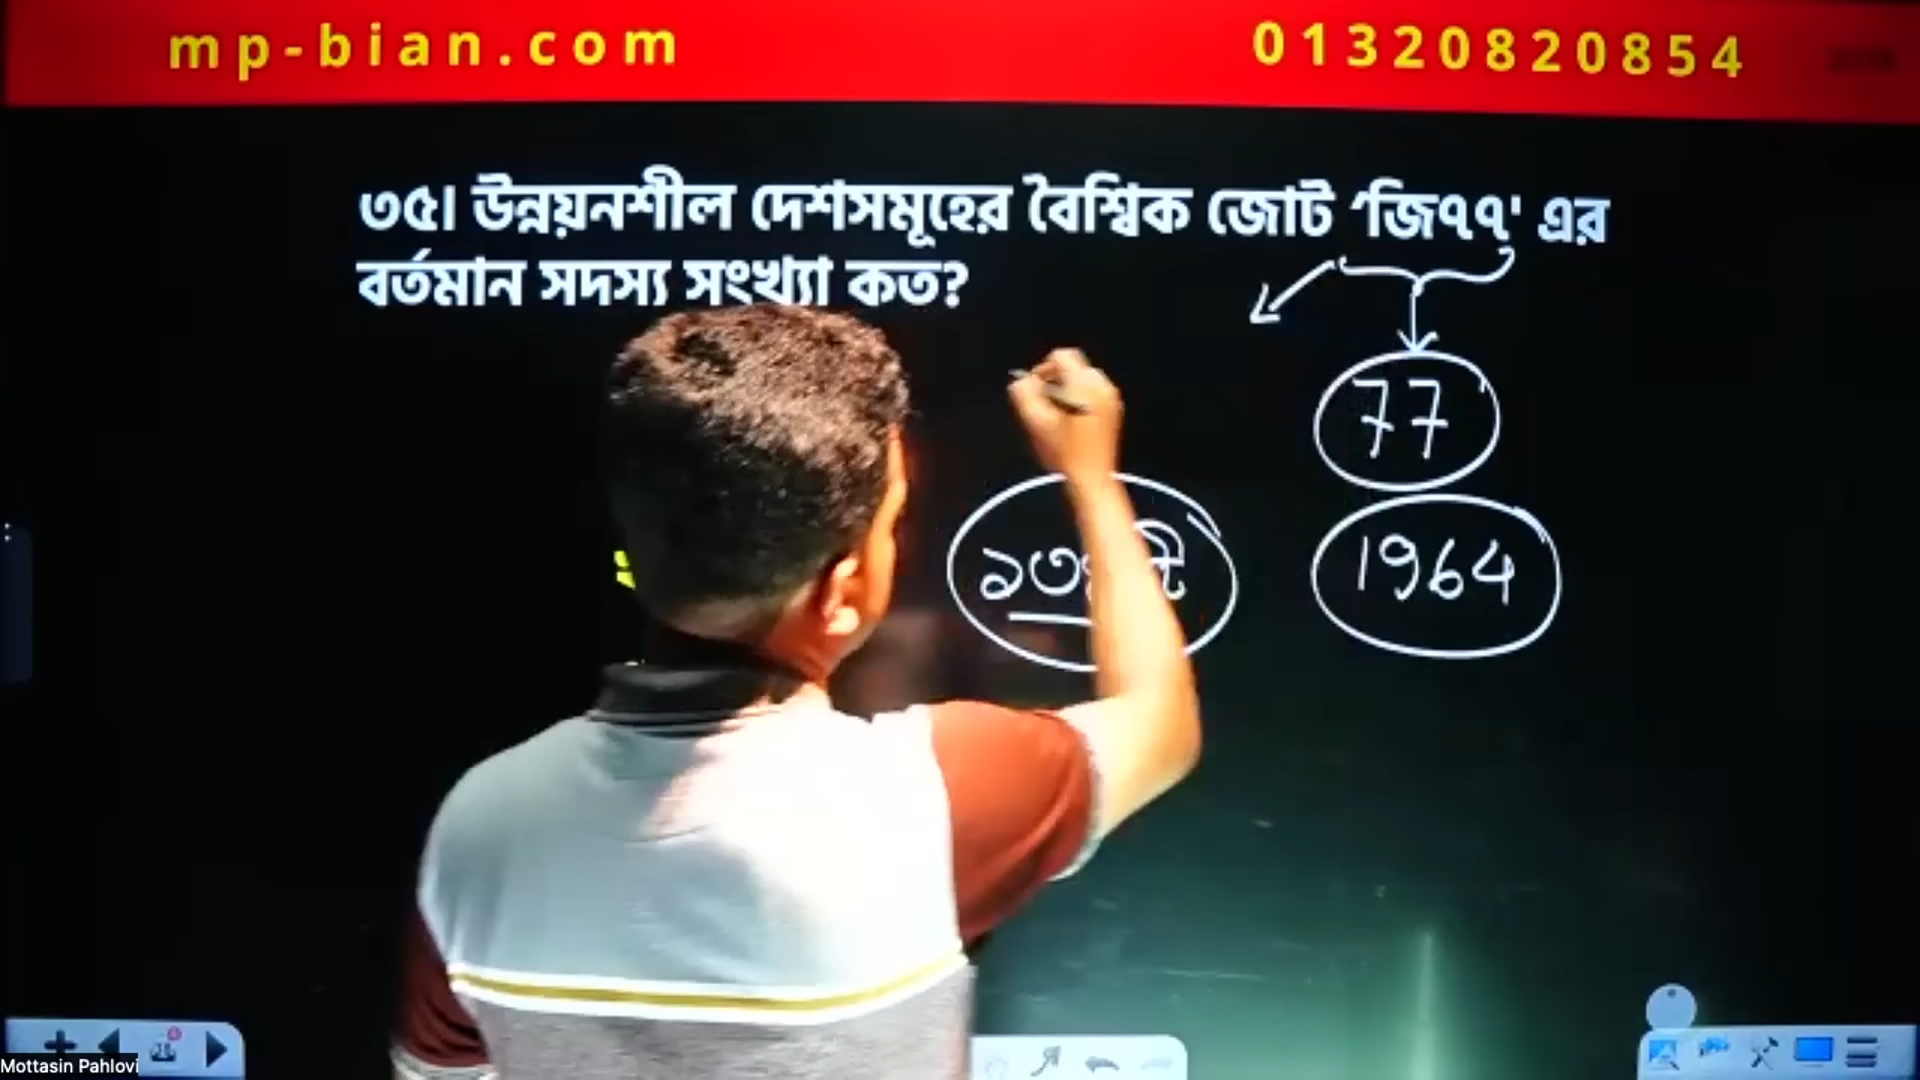 mp-bian.com 01320820854
৩৫। উন্নয়নশীল দেশসমূহের বৈশ্বিক জোট ‘জি৭৭' এর
বর্তমান সদস্য সংখ্যা কত?
77
1964
Mottasin Pahlovi